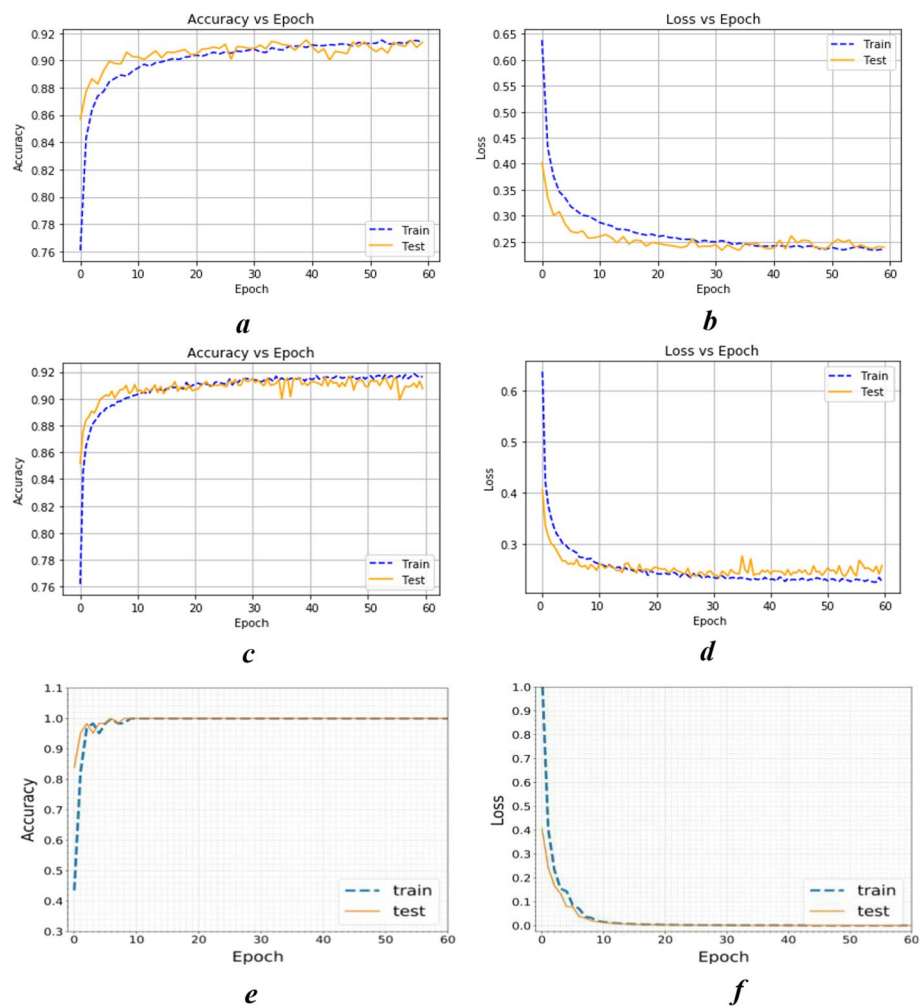 Accuracy vs Epoch
0.92
0.90
0.88
0.86
0.84
0.82
0.80
0.78
0.76
Accuracy
Train
Test
0 10 20 30 40 50 60
Epoch
a
Loss vs Epoch
0.65
0.60
0.55
0.50
0.45
0.40
0.35
0.30
0.25
Loss
Train
Test
0 10 20 30 40 50 60
Epoch
b
Accuracy vs Epoch
0.92
0.90
0.88
0.86
0.84
0.82
0.80
0.78
0.76
Accuracy
Train
Test
0 10 20 30 40 50 60
Epoch
c
Loss vs Epoch
0.6
0.5
0.4
0.3
Loss
Train
Test
0 10 20 30 40 50 60
Epoch
d
1.1
1.0
0.9
0.8
0.7
0.6
0.5
0.4
0.3
Accuracy
train
test
0 10 20 30 40 50 60
Epoch
e
1.0
0.9
0.8
0.7
0.6
0.5
0.4
0.3
0.2
0.1
0.0
Loss
train
test
0 10 20 30 40 50 60
Epoch
f